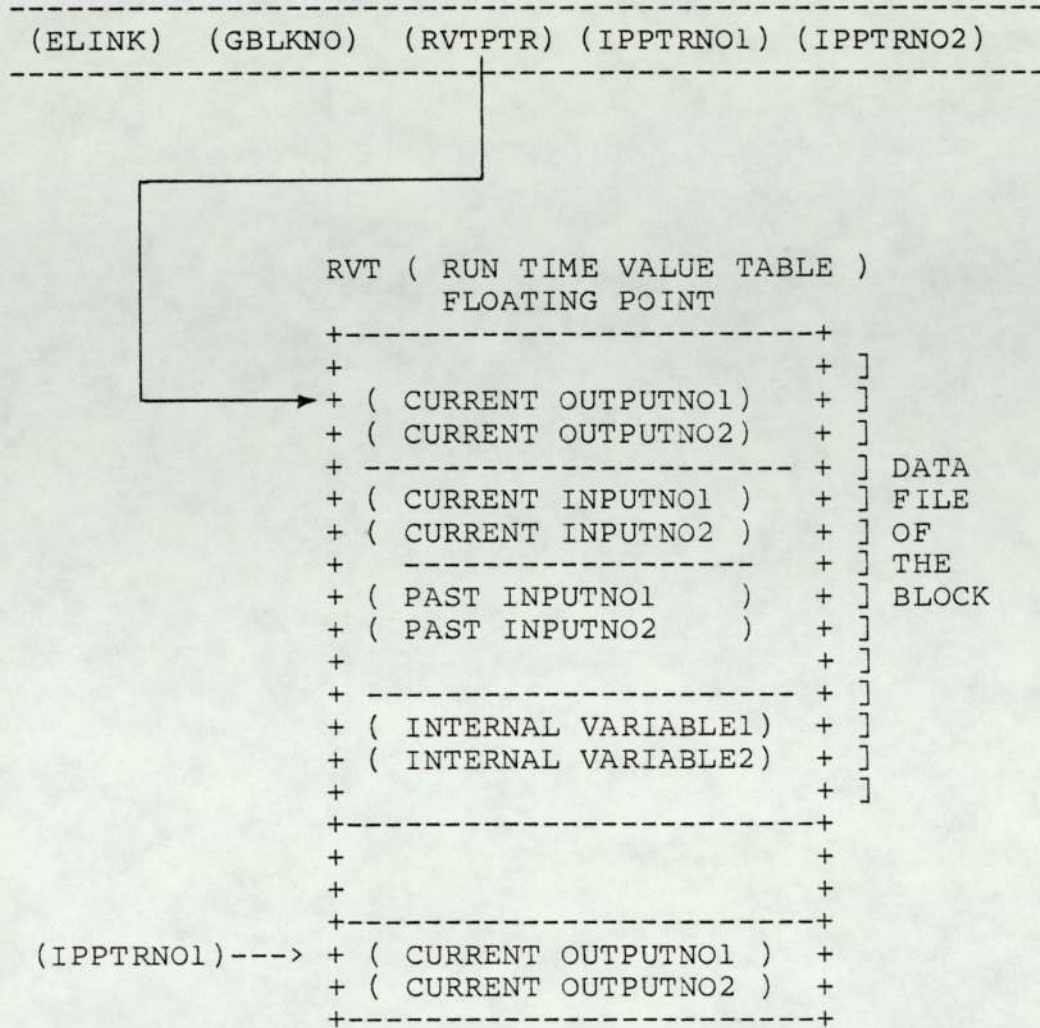 (ELINK) (GBLKNO) (RVTPTR) (IPPTRNO1) (IPPTRNO2)
RVT ( RUN TIME VALUE TABLE )
FLOATING POINT
+------------------------+
+ + ]
+ ( CURRENT OUTPUTNO1) + ]
+ ( CURRENT OUTPUTNO2) + ]
+ ---------------------- + ] DATA
+ ( CURRENT INPUTNO1 ) + ] FILE
+ ( CURRENT INPUTNO2 ) + ] OF
+ ------------------ + ] THE
+ ( PAST INPUTNO1 ) + ] BLOCK
+ ( PAST INPUTNO2 ) + ]
+ + ]
+ ---------------------- + ]
+ ( INTERNAL VARIABLE1) + ]
+ ( INTERNAL VARIABLE2) + ]
+ + ]
+------------------------+
+ +
+ +
+------------------------+
(IPPTRNO1)---> + ( CURRENT OUTPUTNO1 ) +
+ ( CURRENT OUTPUTNO2 ) +
+------------------------+